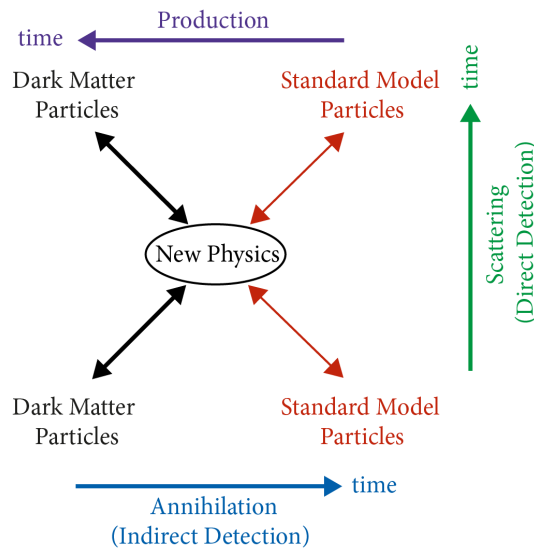 Production
time
Dark Matter
Particles
Standard Model
Particles
time
New Physics
Scattering
(Direct Detection)
Dark Matter
Particles
Standard Model
Particles
time
Annihilation
(Indirect Detection)